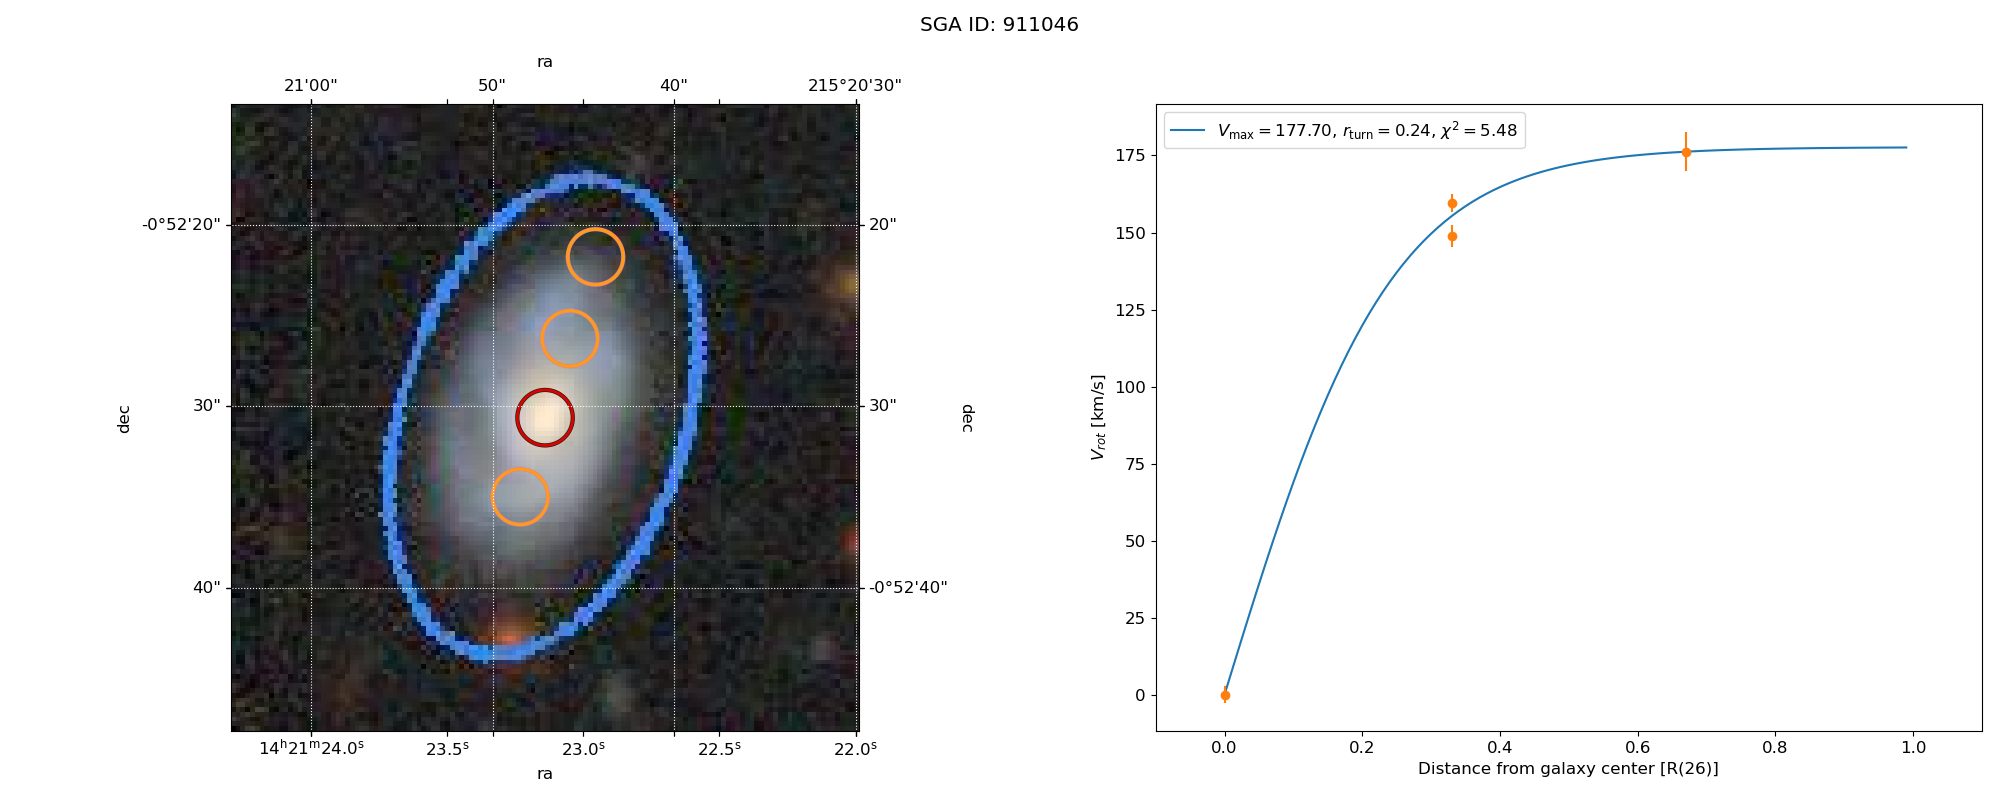 SGA ID: 911046
ra
21'00" 50" 40" 215°20'30"
-0°52'20" 20"
30" 30"
40" -0°52'40"
dec
dec
14ʰ21ᵐ24.0ˢ 23.5ˢ 23.0ˢ 22.5ˢ 22.0ˢ
ra
V_max = 177.70, r_turn = 0.24, χ² = 5.48
175
150
125
100
75
50
25
0
V_rot [km/s]
0.0 0.2 0.4 0.6 0.8 1.0
Distance from galaxy center [R(26)]